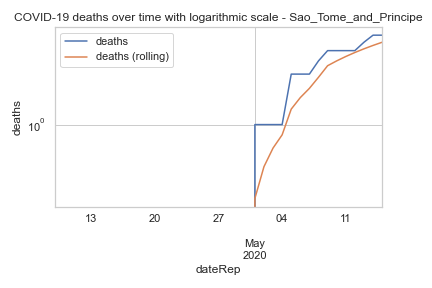 COVID-19 deaths over time with logarithmic scale - Sao_Tome_and_Principe
deaths
deaths (rolling)
deaths
10⁰
13 20 27 04 11
May
2020
dateRep